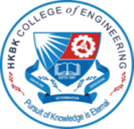 HKBK COLLEGE of ENGINEERING
Pursuit of Knowledge is Eternal